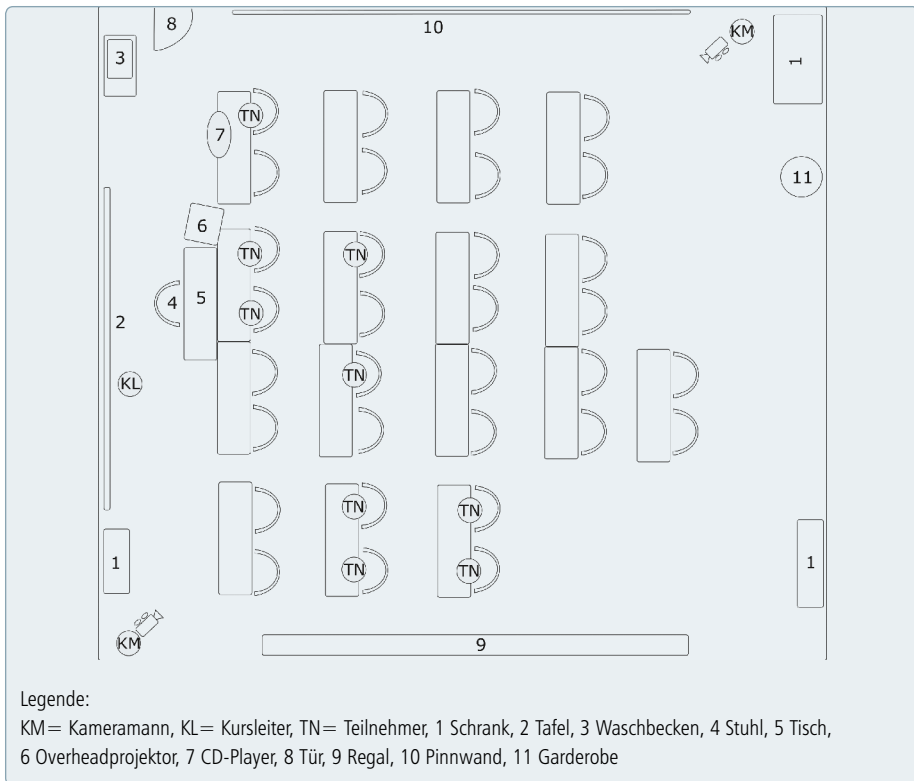 8
10
KM
3
1
TN
7
11
6
TN
TN
4
5
TN
2
TN
KL
TN
TN
1
TN
TN
1
KM
9
Legende:
KM= Kameramann, KL= Kursleiter, TN= Teilnehmer, 1 Schrank, 2 Tafel, 3 Waschbecken, 4 Stuhl, 5 Tisch,
6 Overheadprojektor, 7 CD-Player, 8 Tür, 9 Regal, 10 Pinnwand, 11 Garderobe